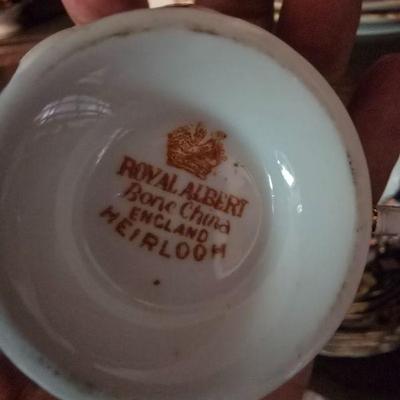 ROYAL ALBERT
Bone China
ENGLAND
HEIRLOOM